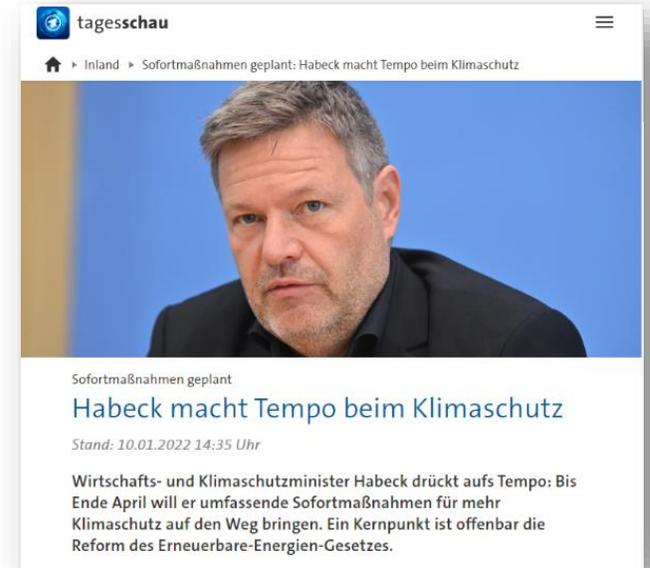 tagesschau
Inland ▸ Sofortmaßnahmen geplant: Habeck macht Tempo beim Klimaschutz
Sofortmaßnahmen geplant
Habeck macht Tempo beim Klimaschutz
Stand: 10.01.2022 14:35 Uhr
Wirtschafts- und Klimaschutzminister Habeck drückt aufs Tempo: Bis
Ende April will er umfassende Sofortmaßnahmen für mehr
Klimaschutz auf den Weg bringen. Ein Kernpunkt ist offenbar die
Reform des Erneuerbare-Energien-Gesetzes.